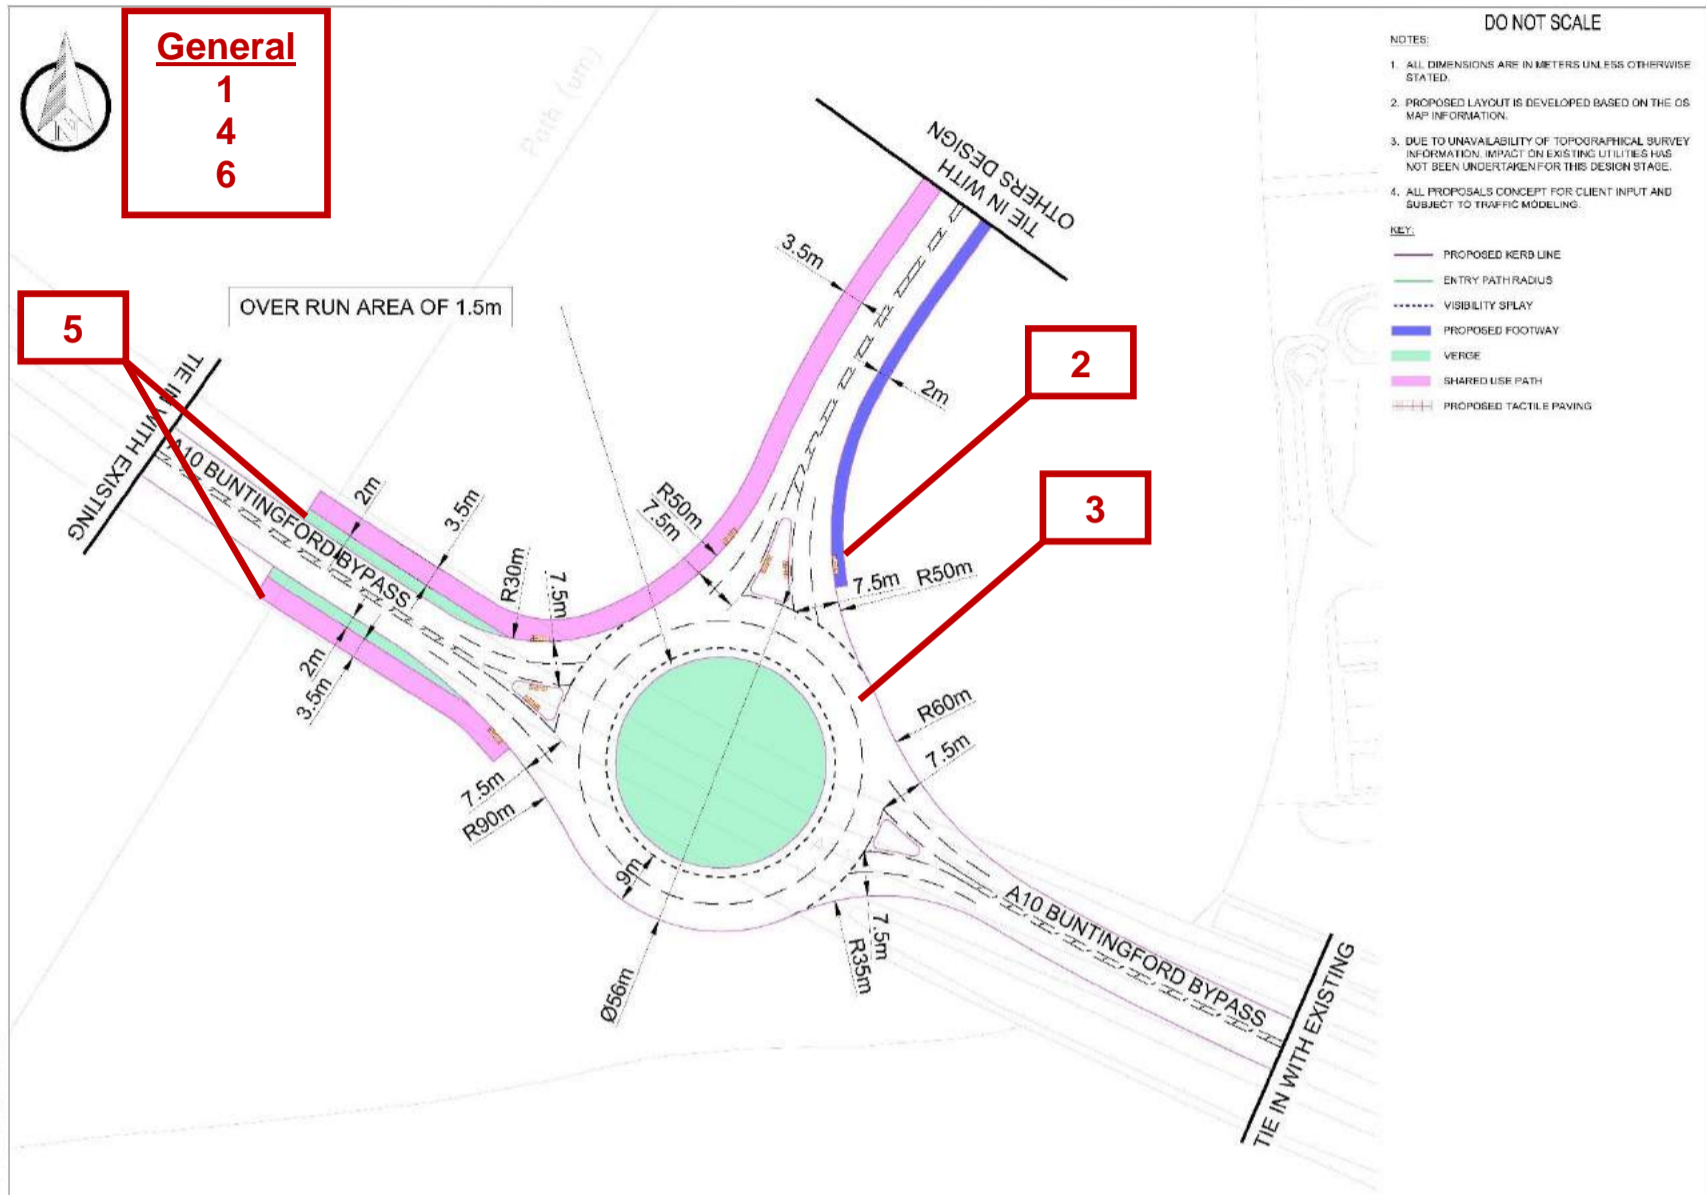 General
1
4
6
N
Path (um)
DO NOT SCALE
NOTES:
1. ALL DIMENSIONS ARE IN METERS UNLESS OTHERWISE
STATED.
2. PROPOSED LAYOUT IS DEVELOPED BASED ON THE OS
MAP INFORMATION.
3. DUE TO UNAVAILABILITY OF TOPOGRAPHICAL SURVEY
INFORMATION, IMPACT ON EXISTING UTILITIES HAS
NOT BEEN UNDERTAKEN FOR THIS DESIGN STAGE.
4. ALL PROPOSALS CONCEPT FOR CLIENT INPUT AND
SUBJECT TO TRAFFIC MODELING.
KEY:
PROPOSED KERB LINE
ENTRY PATH RADIUS
VISIBILITY SPLAY
PROPOSED FOOTWAY
VERGE
SHARED USE PATH
PROPOSED TACTILE PAVING
TIE IN WITH
OTHERS DESIGN
3.5m
OVER RUN AREA OF 1.5m
5
2
2m
3
TIE IN WITH EXISTING
A10 BUNTINGFORD BYPASS
2m
3.5m
R50m
7.5m
R30m
7.5m
7.5m
R50m
2m
3.5m
R60m
7.5m
7.5m
R90m
9m
A10 BUNTINGFORD BYPASS
7.5m
R35m
Ø56m
TIE IN WITH EXISTING